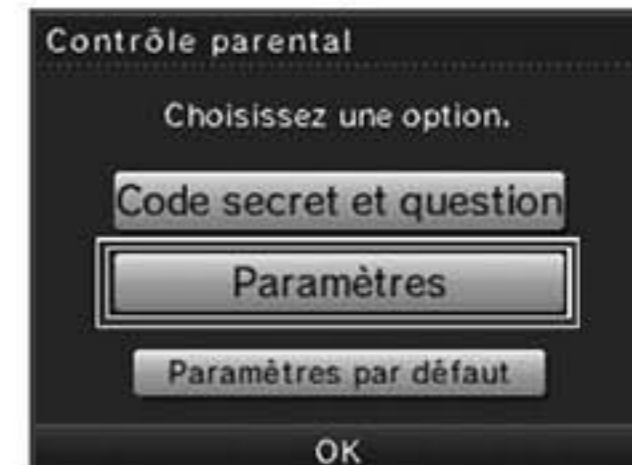 Contrôle parental
Choisissez une option.
Code secret et question
Paramètres
Paramètres par défaut
OK